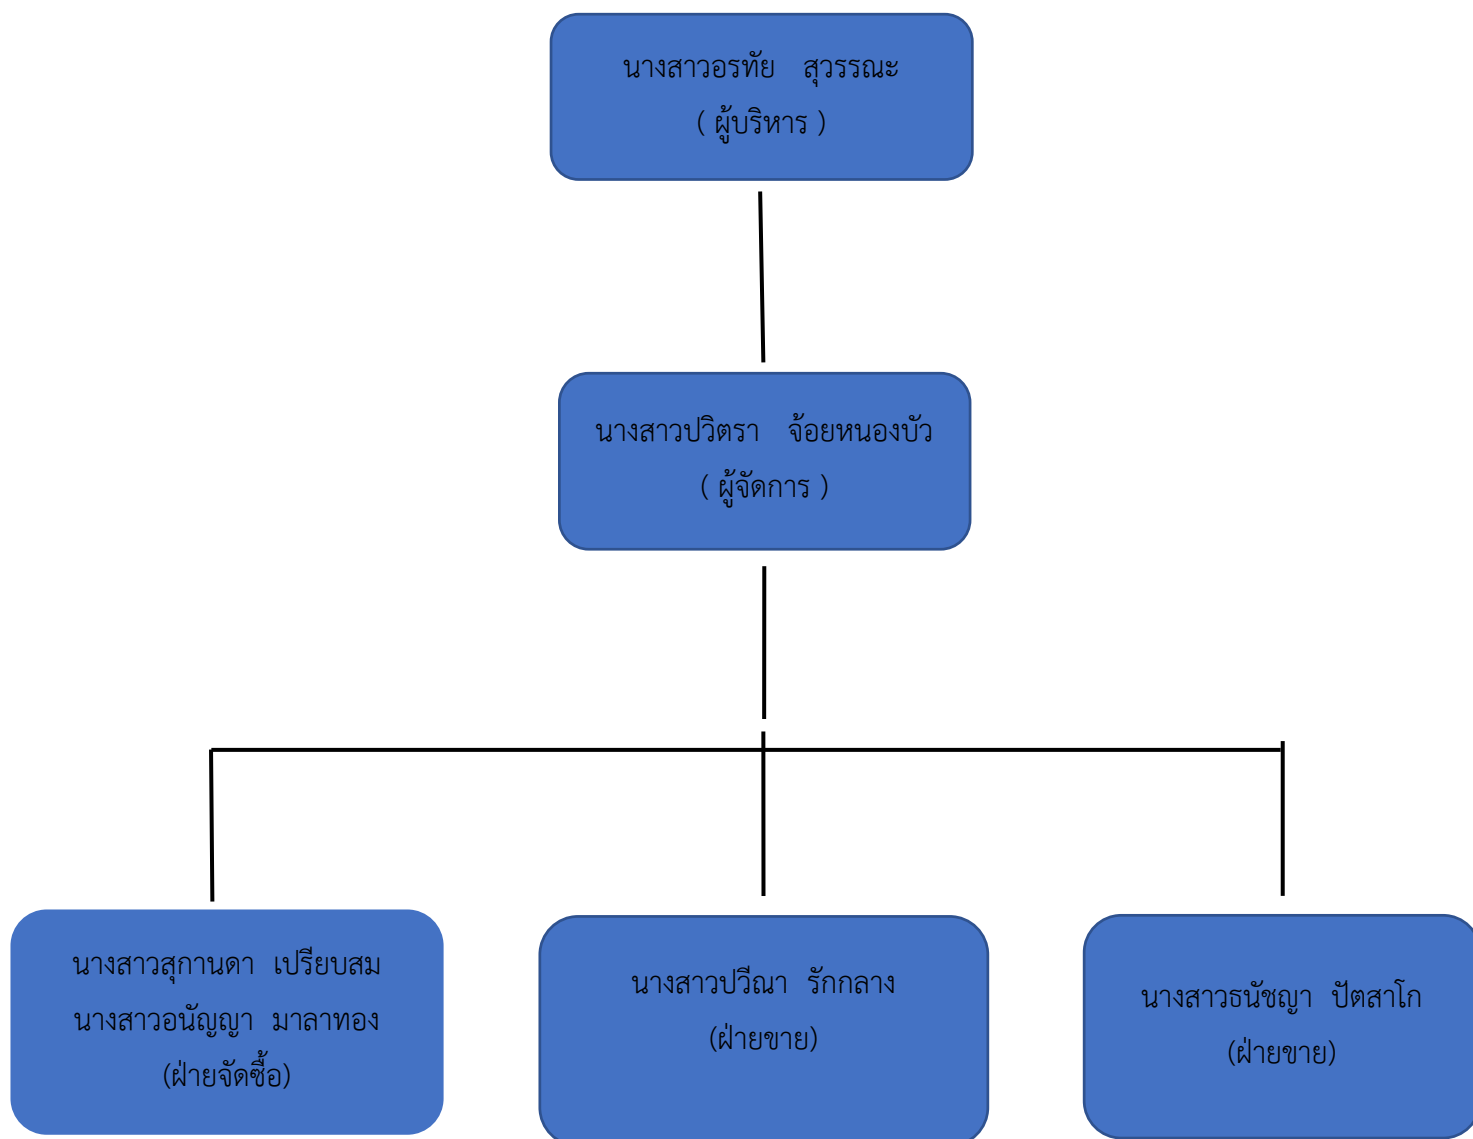 นางสาวอรทัย สุวรรณะ
( ผู้บริหาร )
นางสาวปวิตรา จ้อยหนองบัว
( ผู้จัดการ )
นางสาวสุกานดา เปรียบสม
นางสาวอนัญญา มาลาทอง
(ฝ่ายจัดซื้อ)
นางสาวปวีณา รักกลาง
(ฝ่ายขาย)
นางสาวธนัชญา ปัตสาโก
(ฝ่ายขาย)